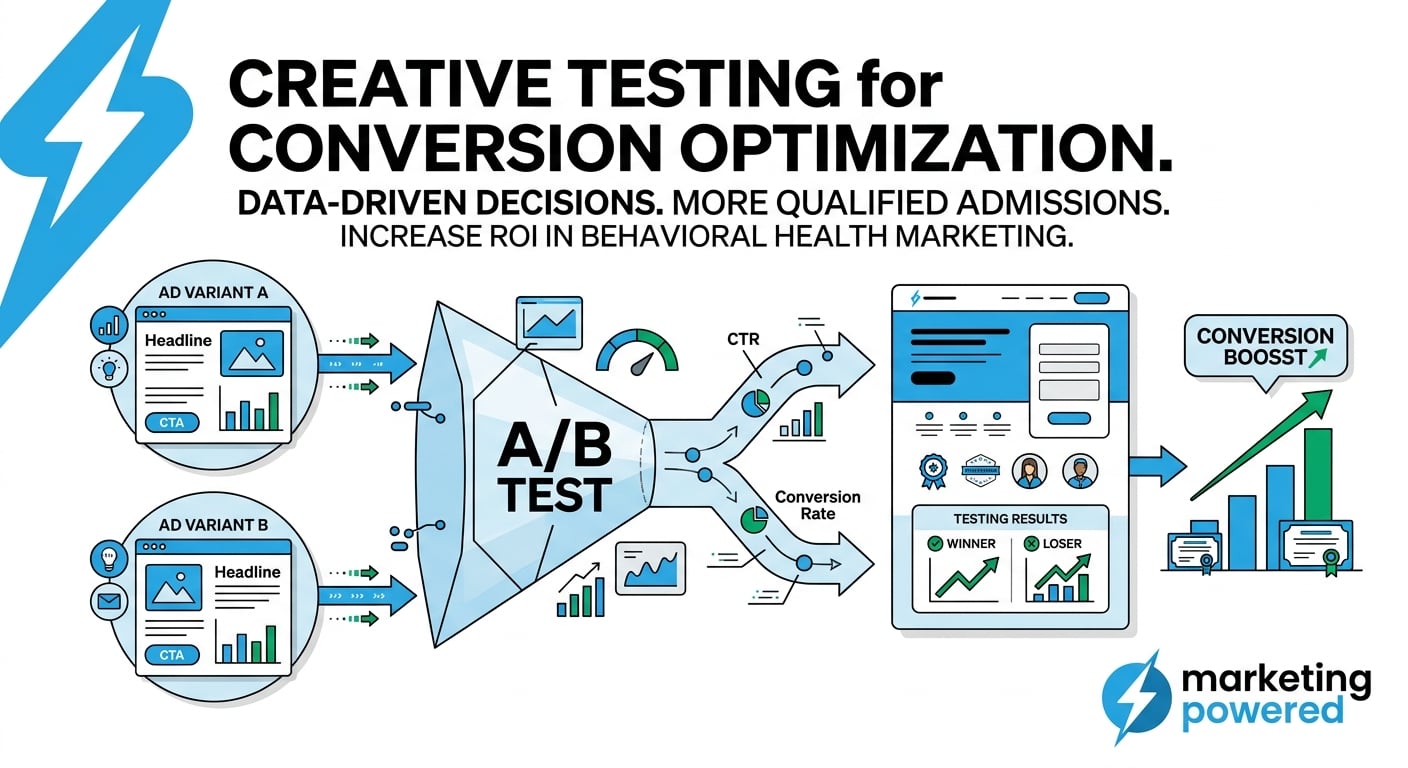 CREATIVE TESTING for
CONVERSION OPTIMIZATION.
DATA-DRIVEN DECISIONS. MORE QUALIFIED ADMISSIONS.
INCREASE ROI IN BEHAVIORAL HEALTH MARKETING.
AD VARIANT A
Headline
CTA
AD VARIANT B
Headline
CTA
A/B
TEST
CTR
Conversion
Rate
TESTING RESULTS
WINNER
LOSER
CONVERSION
BOOSST
marketing
powered